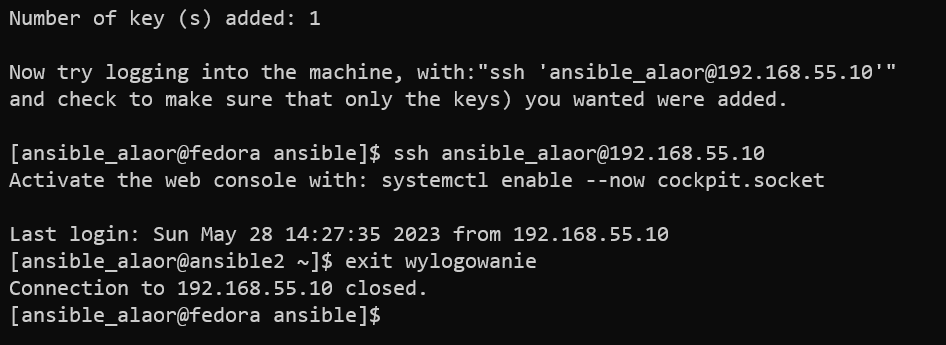 Number of key (s) added: 1
Now try logging into the machine, with:"ssh 'ansible_alaor@192.168.55.10'"
and check to make sure that only the keys) you wanted were added.
[ansible_alaor@fedora ansible]$ ssh ansible_alaor@192.168.55.10
Activate the web console with: systemctl enable --now cockpit.socket
Last login: Sun May 28 14:27:35 2023 from 192.168.55.10
[ansible_alaor@ansible2 ~]$ exit wylogowanie
Connection to 192.168.55.10 closed.
[ansible_alaor@fedora ansible]$